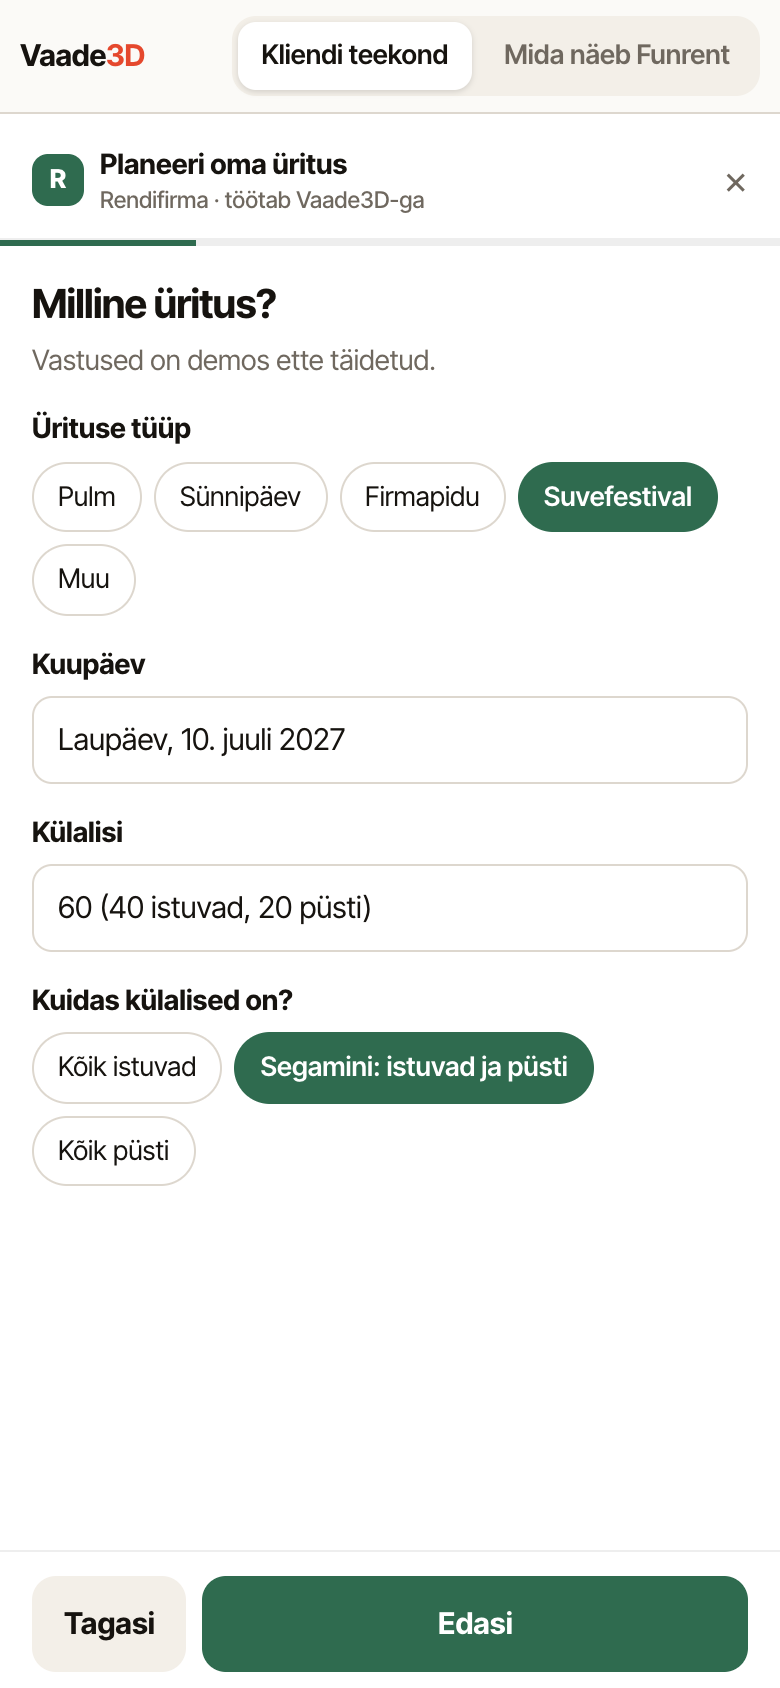 Vaade3D
Kliendi teekond
Mida näeb Funrent
R
Planeeri oma üritus
Rendifirma · töötab Vaade3D-ga
×
Milline üritus?
Vastused on demos ette täidetud.
Ürituse tüüp
Pulm Sünnipäev Firmapidu Suvefestival
Muu
Kuupäev
Laupäev, 10. juuli 2027
Külalisi
60 (40 istuvad, 20 püsti)
Kuidas külalised on?
Kõik istuvad Segamini: istuvad ja püsti
Kõik püsti
Tagasi Edasi